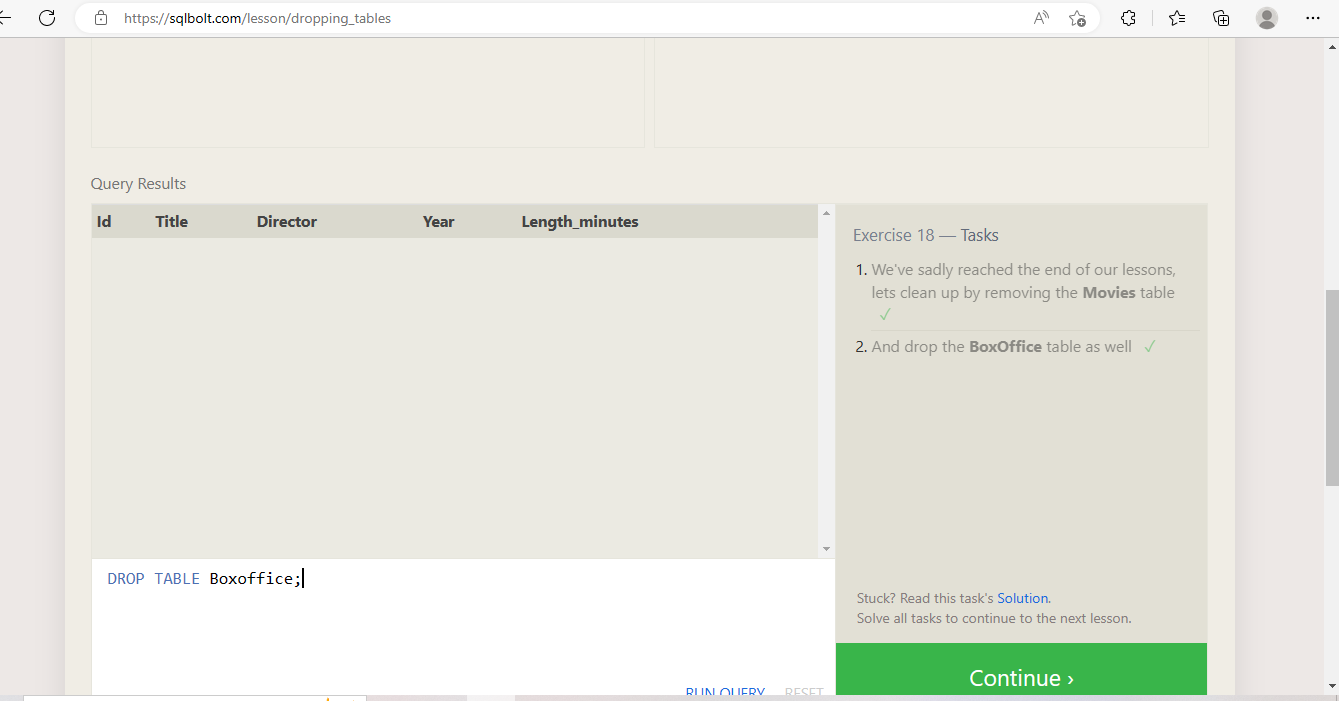 https://sqlbolt.com/lesson/dropping_tables
Query Results
Id Title Director Year Length_minutes
Exercise 18 — Tasks
1. We've sadly reached the end of our lessons,
lets clean up by removing the Movies table
✓
2. And drop the BoxOffice table as well ✓
DROP TABLE Boxoffice;
Stuck? Read this task's Solution.
Solve all tasks to continue to the next lesson.
Continue ›
RUN QUERY RESET